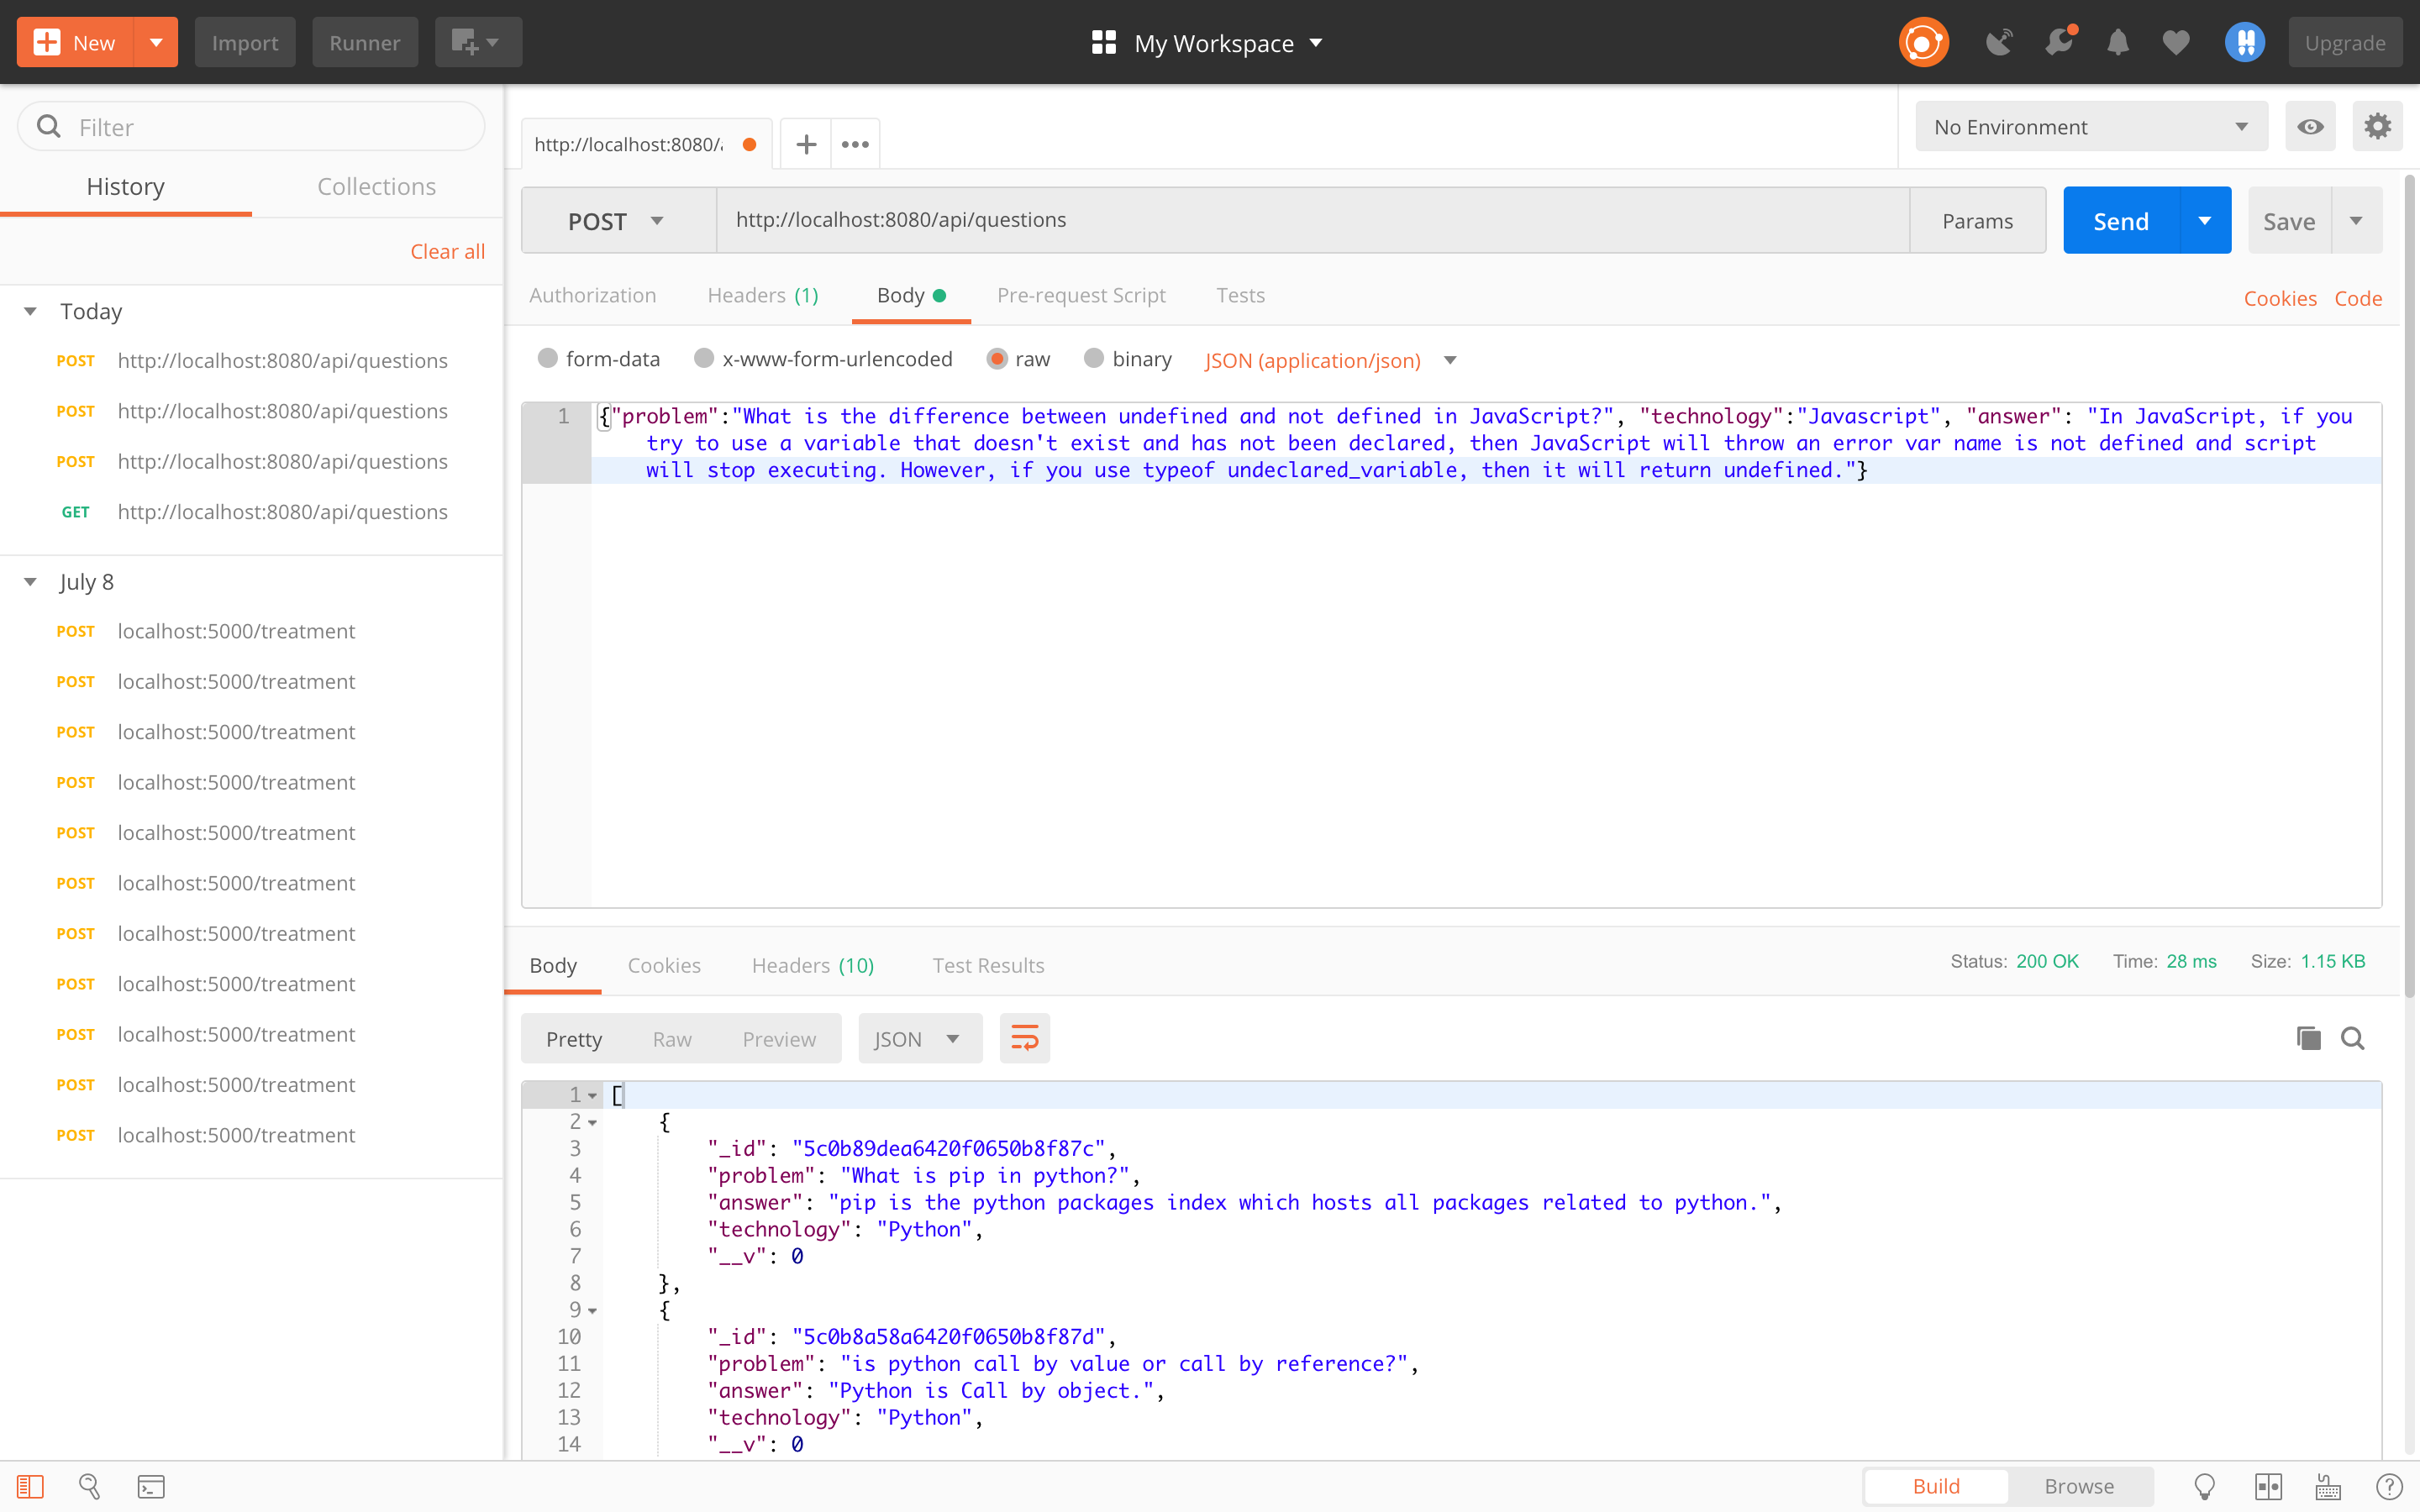 New
Import
Runner
My Workspace
Upgrade
Filter
History
Collections
Clear all
Today
POST http://localhost:8080/api/questions
POST http://localhost:8080/api/questions
POST http://localhost:8080/api/questions
GET http://localhost:8080/api/questions
July 8
POST localhost:5000/treatment
POST localhost:5000/treatment
POST localhost:5000/treatment
POST localhost:5000/treatment
POST localhost:5000/treatment
POST localhost:5000/treatment
POST localhost:5000/treatment
POST localhost:5000/treatment
POST localhost:5000/treatment
POST localhost:5000/treatment
POST localhost:5000/treatment
http://localhost:8080/
No Environment
POST http://localhost:8080/api/questions Params Send Save
Authorization Headers (1) Body Pre-request Script Tests Cookies Code
form-data x-www-form-urlencoded raw binary JSON (application/json)
1 {"problem":"What is the difference between undefined and not defined in JavaScript?", "technology":"Javascript", "answer": "In JavaScript, if you
try to use a variable that doesn't exist and has not been declared, then JavaScript will throw an error var name is not defined and script
will stop executing. However, if you use typeof undeclared_variable, then it will return undefined."}
Body Cookies Headers (10) Test Results Status: 200 OK Time: 28 ms Size: 1.15 KB
Pretty Raw Preview JSON
1 [
2 {
3 "_id": "5c0b89dea6420f0650b8f87c",
4 "problem": "What is pip in python?",
5 "answer": "pip is the python packages index which hosts all packages related to python.",
6 "technology": "Python",
7 "__v": 0
8 },
9 {
10 "_id": "5c0b8a58a6420f0650b8f87d",
11 "problem": "is python call by value or call by reference?",
12 "answer": "Python is Call by object.",
13 "technology": "Python",
14 "__v": 0
Build Browse